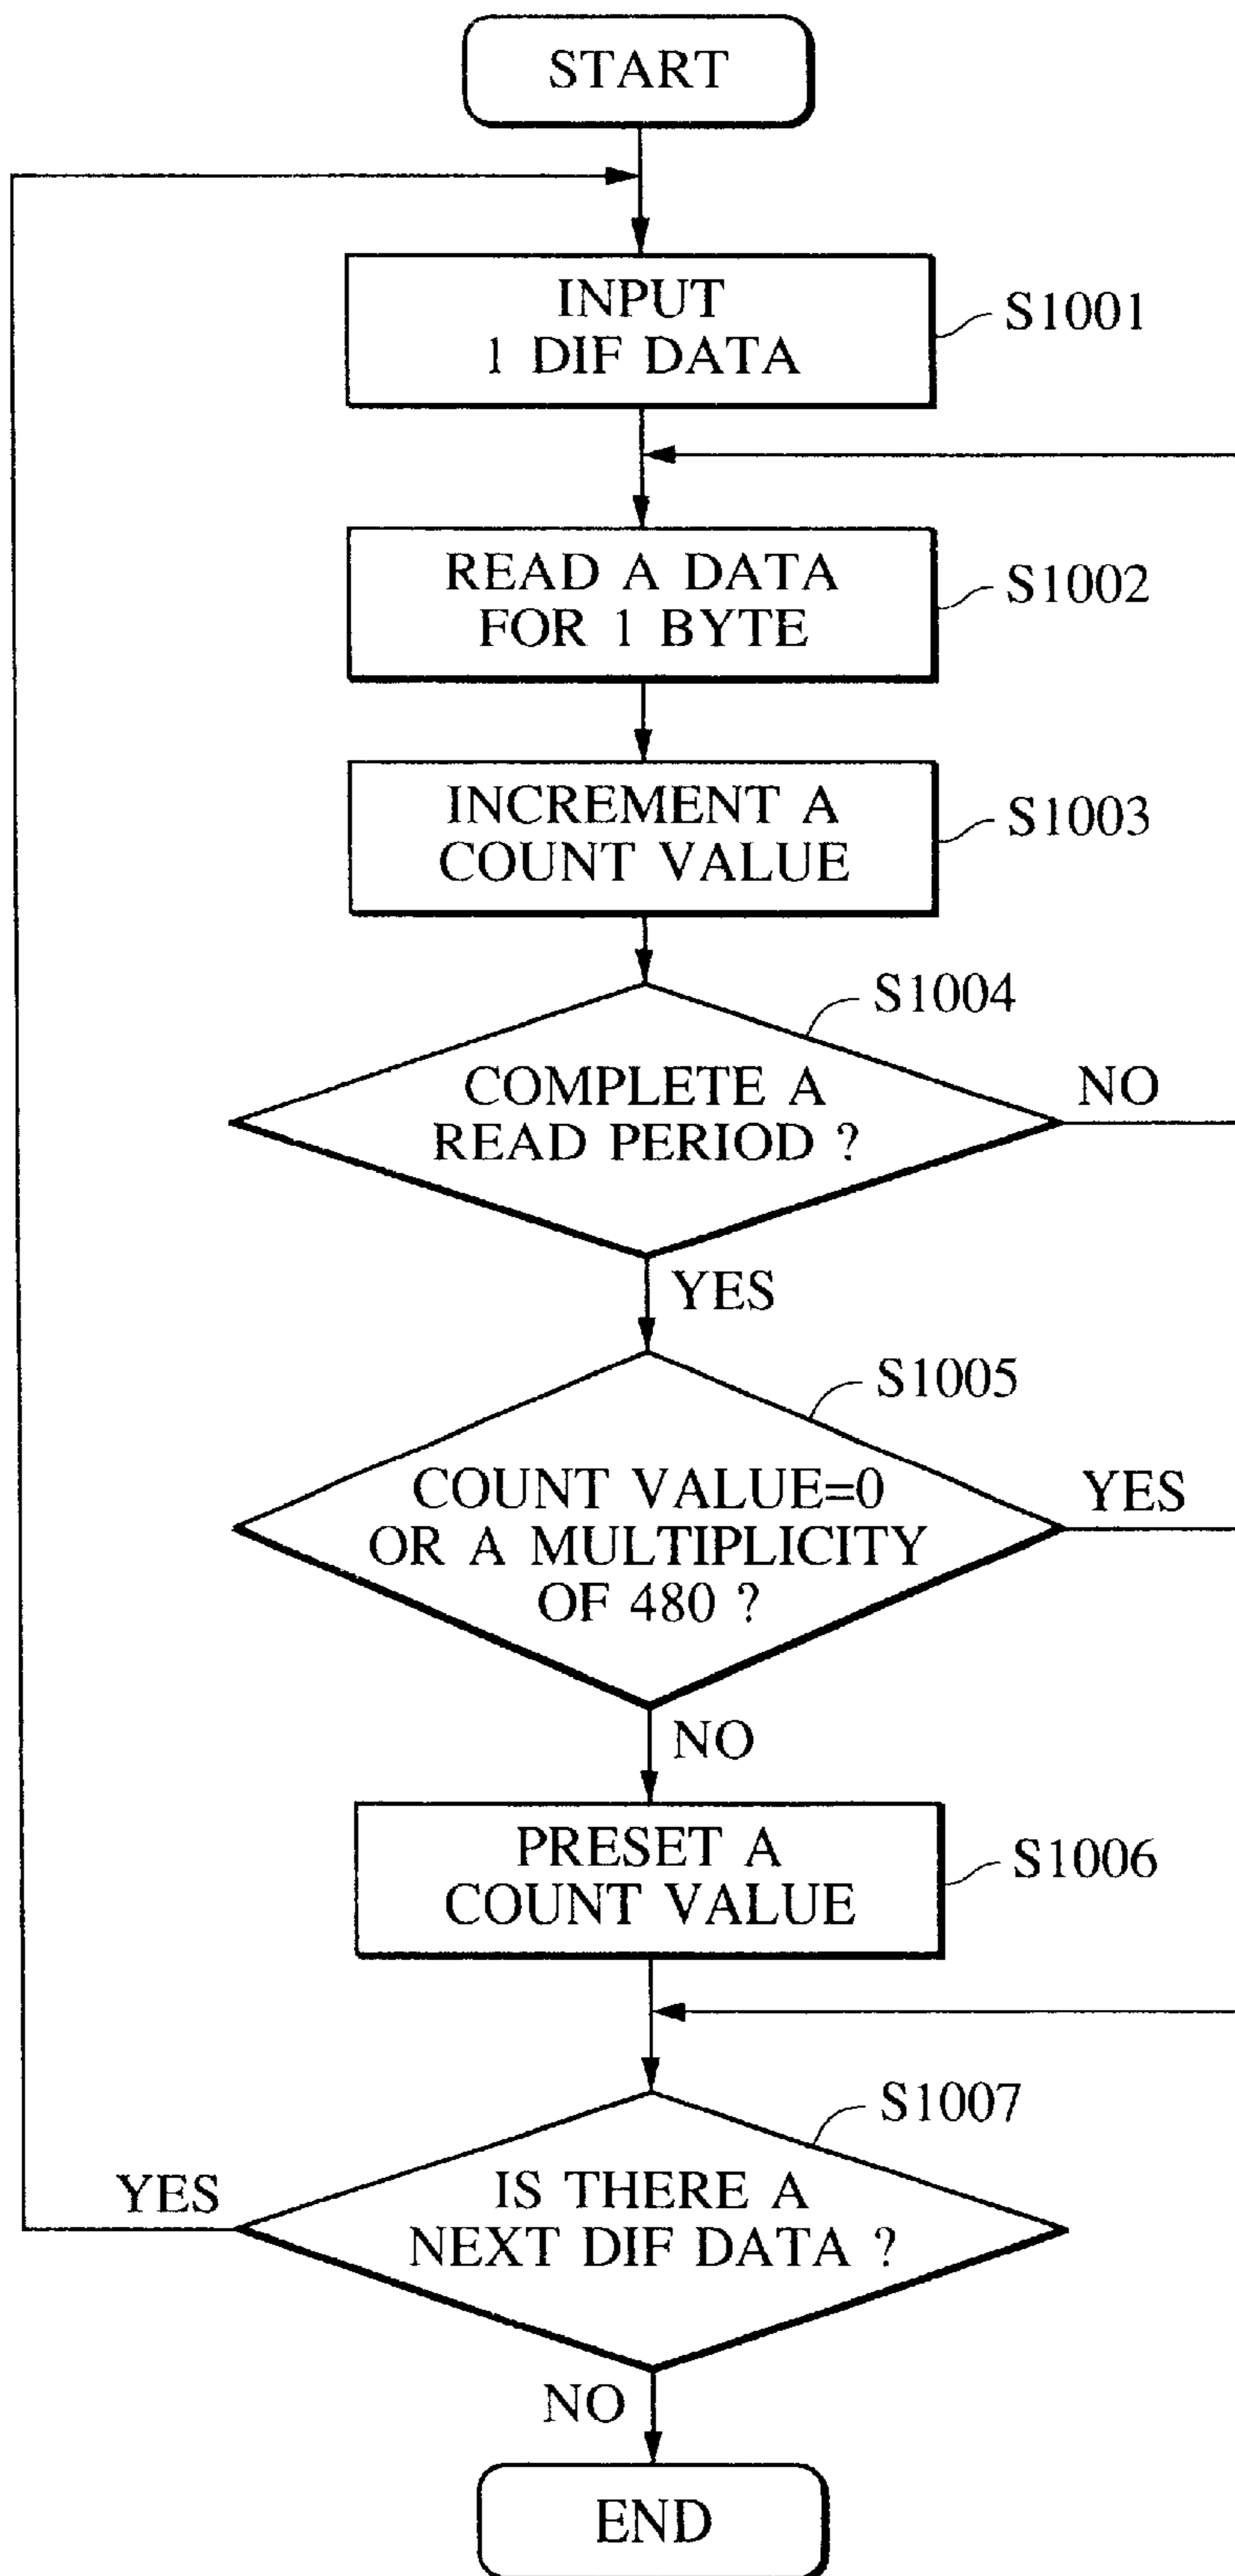 START
INPUT
1 DIF DATA
S1001
READ A DATA
FOR 1 BYTE
S1002
INCREMENT A
COUNT VALUE
S1003
S1004
COMPLETE A
READ PERIOD ?
NO
YES
S1005
COUNT VALUE=0
OR A MULTIPLICITY
OF 480 ?
YES
NO
PRESET A
COUNT VALUE
S1006
S1007
IS THERE A
NEXT DIF DATA ?
YES
NO
END